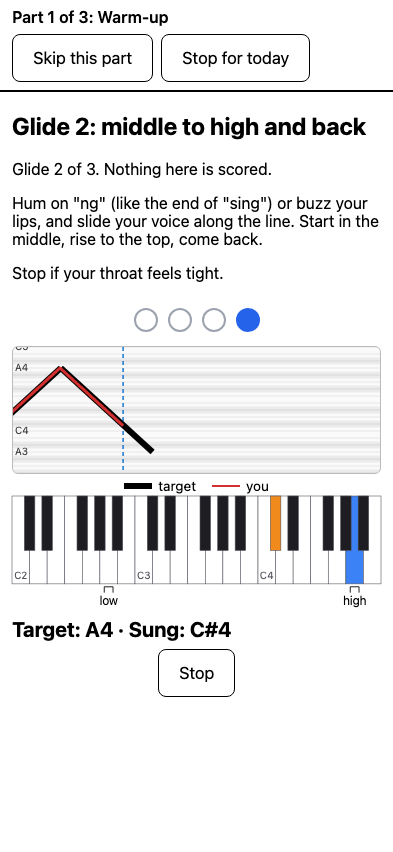 Part 1 of 3: Warm-up
Skip this part
Stop for today
Glide 2: middle to high and back
Glide 2 of 3. Nothing here is scored.
Hum on "ng" (like the end of "sing") or buzz your
lips, and slide your voice along the line. Start in the
middle, rise to the top, come back.
Stop if your throat feels tight.
A4
C4
A3
target
you
C2
C3
C4
low
high
Target: A4 · Sung: C#4
Stop